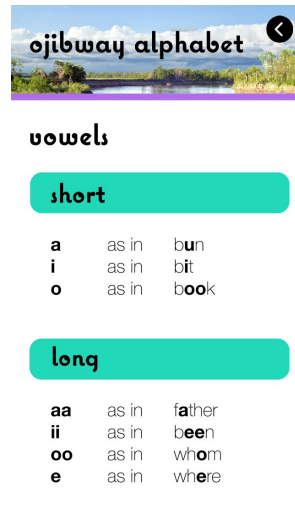 ojibway alphabet
vowels
short
a as in bun
i as in bit
o as in book
long
aa as in father
ii as in been
oo as in whom
e as in where